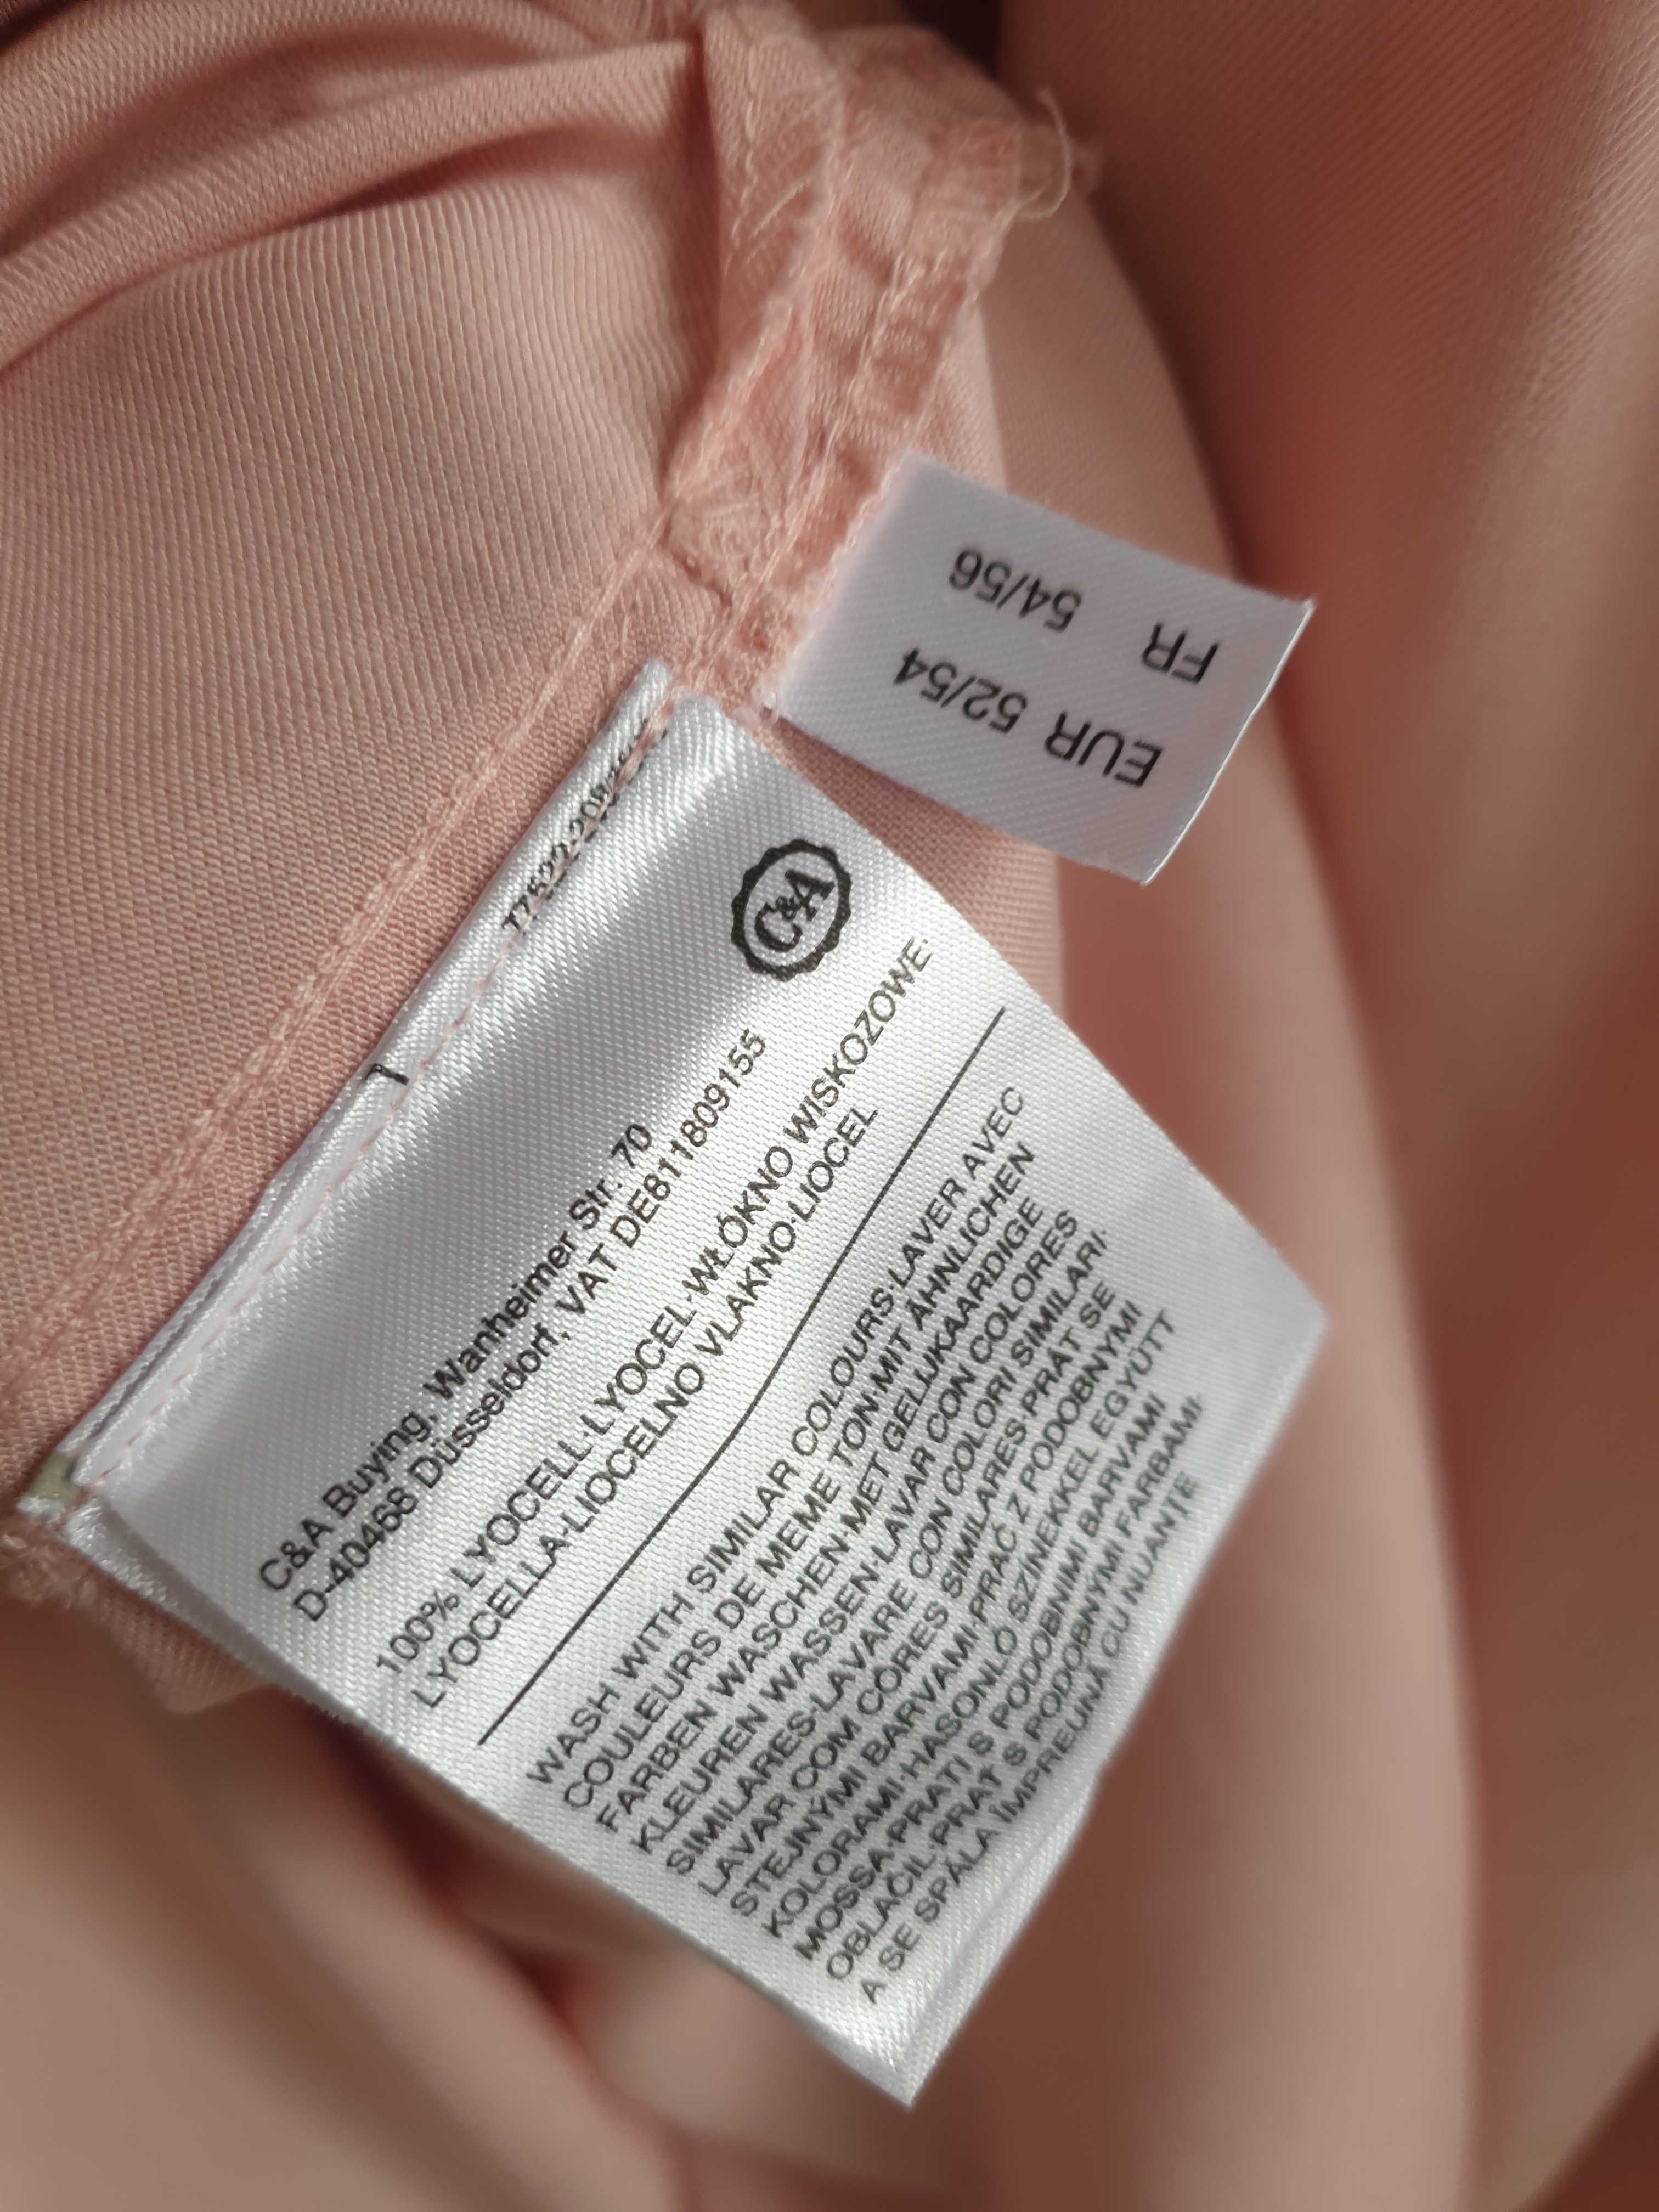 EUR 52/54
FR 54/56
C&A
C&A Buying, Wanheimer Str. 70
D-40468 Düsseldorf, VAT DE811809155
100% LYOCELL·LYOCEL·WŁÓKNO WISKOZOWE·
LYOCELLA·LIOCELNO VLAKNO·LIOCEL
WASH WITH SIMILAR COLOURS·LAVER AVEC
COULEURS DE MEME TON·MIT ÄHNLICHEN
FARBEN WASCHEN·MET GELIJKAARDIGE
KLEUREN WASSEN·LAVAR CON COLORES
SIMILARES·LAVARE CON COLORI SIMILARI·
LAVAR COM CÓRES SIMILARES·PRÁT SE
STEJNÝMI BARVAMI·PRAĆ Z PODOBNYMI
KOLORAMI·HASONLÓ SZÍNEKKEL EGYÜTT
MOSSA·PRATI S PODOBNIMI BARVAMI
OBLAČIL·PRAŤ S PODOBNÝMI FARBAMI·
A SE SPĂLA ÎMPREUNĂ CU NUANȚE